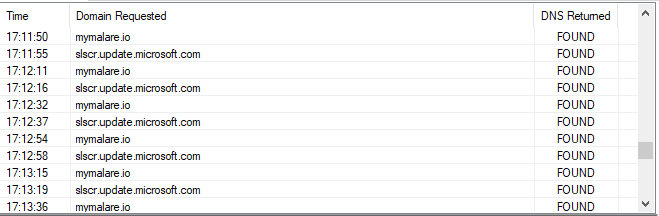 Time Domain Requested DNS Returned
17:11:50 mymalare.io FOUND
17:11:55 slscr.update.microsoft.com FOUND
17:12:11 mymalare.io FOUND
17:12:16 slscr.update.microsoft.com FOUND
17:12:32 mymalare.io FOUND
17:12:37 slscr.update.microsoft.com FOUND
17:12:54 mymalare.io FOUND
17:12:58 slscr.update.microsoft.com FOUND
17:13:15 mymalare.io FOUND
17:13:19 slscr.update.microsoft.com FOUND
17:13:36 mymalare.io FOUND